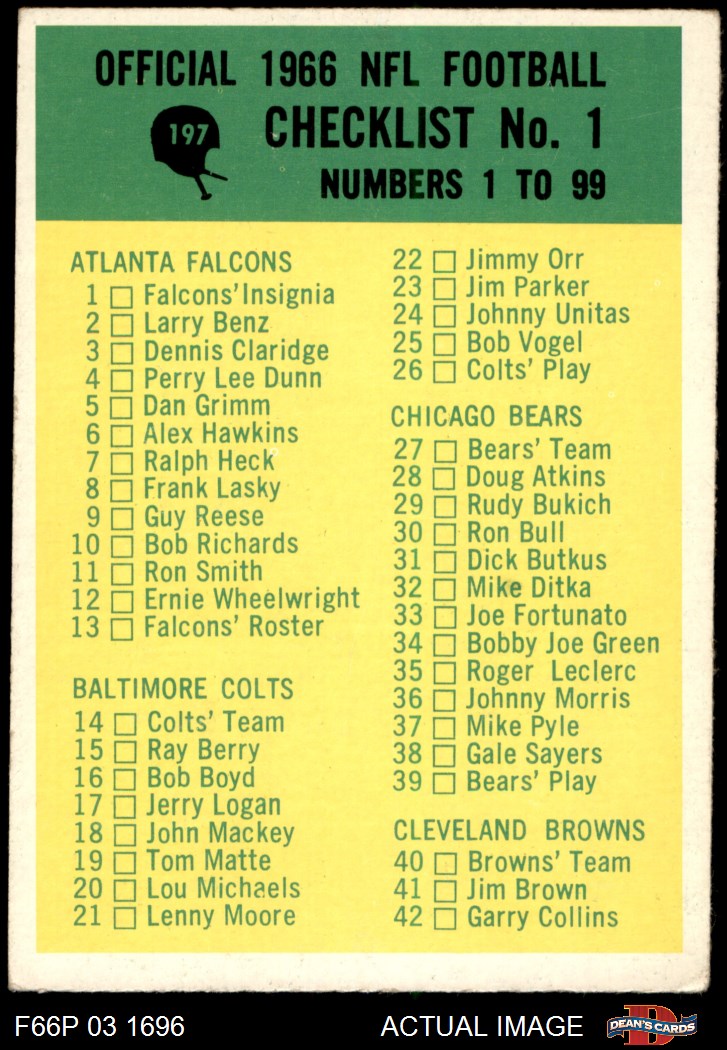 OFFICIAL 1966 NFL FOOTBALL
197
CHECKLIST No. 1
NUMBERS 1 TO 99
ATLANTA FALCONS
1 Falcons' Insignia
2 Larry Benz
3 Dennis Claridge
4 Perry Lee Dunn
5 Dan Grimm
6 Alex Hawkins
7 Ralph Heck
8 Frank Lasky
9 Guy Reese
10 Bob Richards
11 Ron Smith
12 Ernie Wheelwright
13 Falcons' Roster
BALTIMORE COLTS
14 Colts' Team
15 Ray Berry
16 Bob Boyd
17 Jerry Logan
18 John Mackey
19 Tom Matte
20 Lou Michaels
21 Lenny Moore
22 Jimmy Orr
23 Jim Parker
24 Johnny Unitas
25 Bob Vogel
26 Colts' Play
CHICAGO BEARS
27 Bears' Team
28 Doug Atkins
29 Rudy Bukich
30 Ron Bull
31 Dick Butkus
32 Mike Ditka
33 Joe Fortunato
34 Bobby Joe Green
35 Roger Leclerc
36 Johnny Morris
37 Mike Pyle
38 Gale Sayers
39 Bears' Play
CLEVELAND BROWNS
40 Browns' Team
41 Jim Brown
42 Garry Collins
F66P 03 1696
ACTUAL IMAGE
D
DEAN'S CARDS